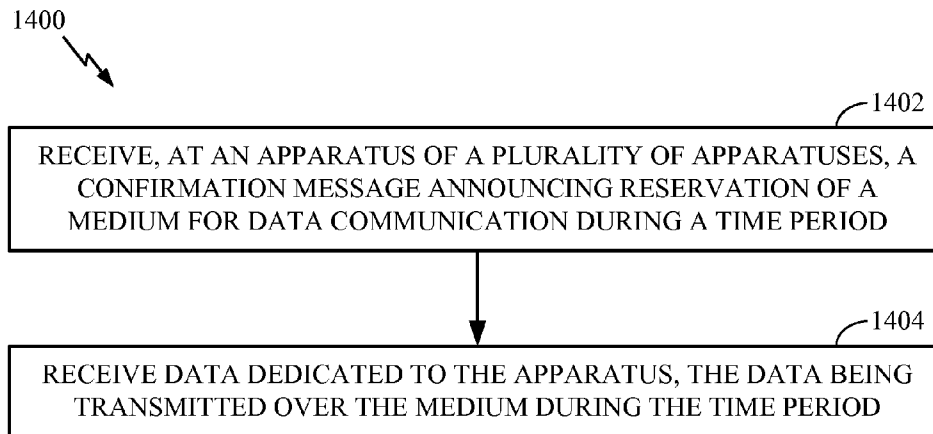 1400
1402
RECEIVE, AT AN APPARATUS OF A PLURALITY OF APPARATUSES, A
CONFIRMATION MESSAGE ANNOUNCING RESERVATION OF A
MEDIUM FOR DATA COMMUNICATION DURING A TIME PERIOD
1404
RECEIVE DATA DEDICATED TO THE APPARATUS, THE DATA BEING
TRANSMITTED OVER THE MEDIUM DURING THE TIME PERIOD